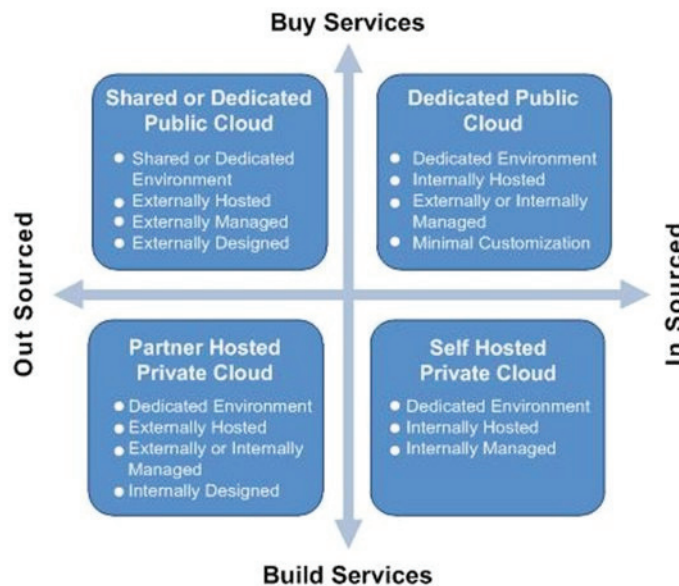 Buy Services
Shared or Dedicated
Public Cloud
Shared or Dedicated
Environment
Externally Hosted
Externally Managed
Externally Designed
Dedicated Public
Cloud
Dedicated Environment
Internally Hosted
Externally or Internally
Managed
Minimal Customization
Out Sourced
In Sourced
Partner Hosted
Private Cloud
Dedicated Environment
Externally Hosted
Externally or Internally
Managed
Internally Designed
Self Hosted
Private Cloud
Dedicated Environment
Internally Hosted
Internally Managed
Build Services